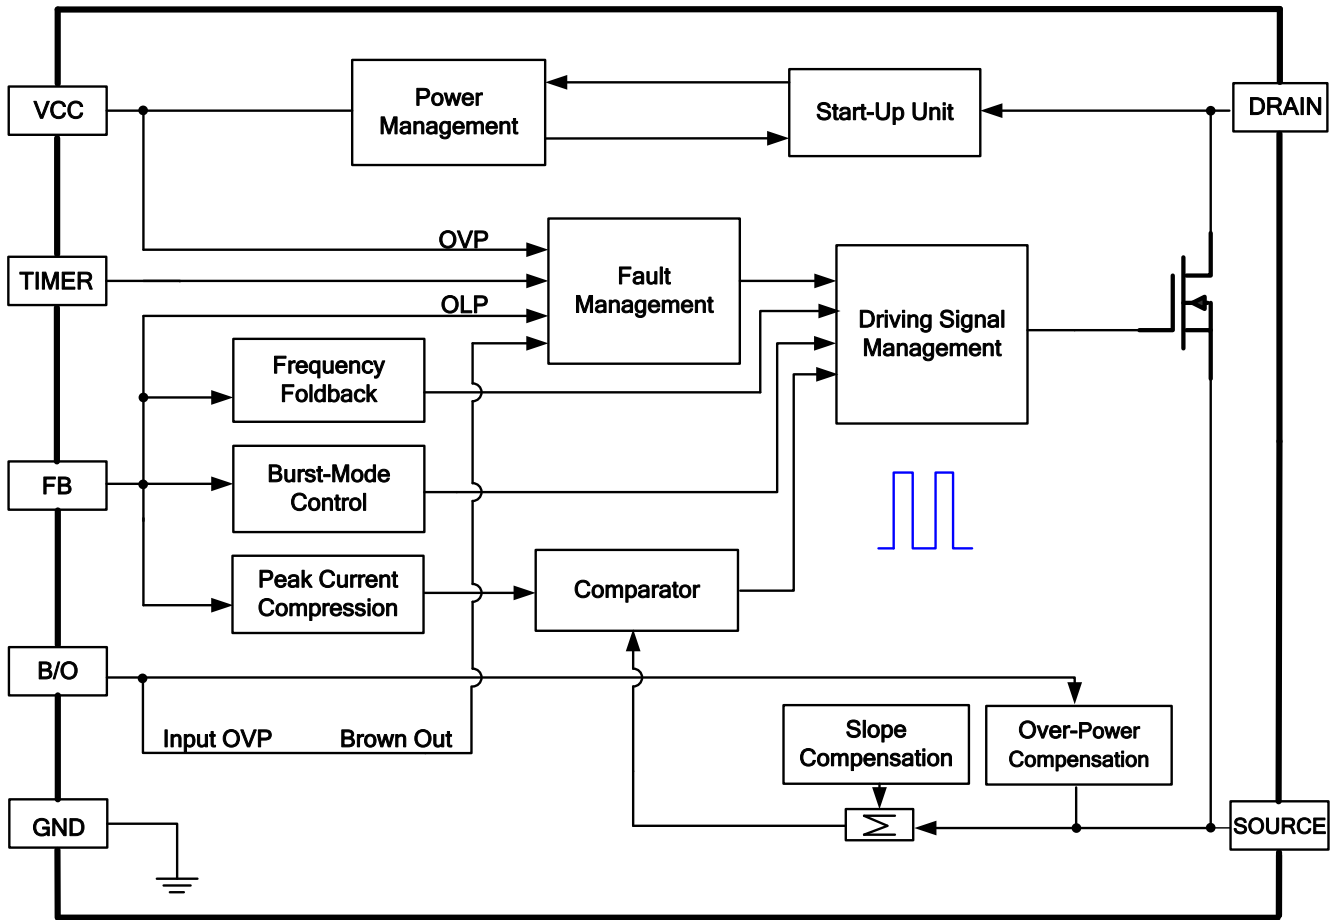 VCC
Power
Management
Start-Up Unit
DRAIN
OVP
TIMER
OLP
Fault
Management
Driving Signal
Management
Frequency
Foldback
FB
Burst-Mode
Control
Peak Current
Compression
Comparator
B/O
Input OVP
Brown Out
Slope
Compensation
Over-Power
Compensation
GND
Σ
SOURCE